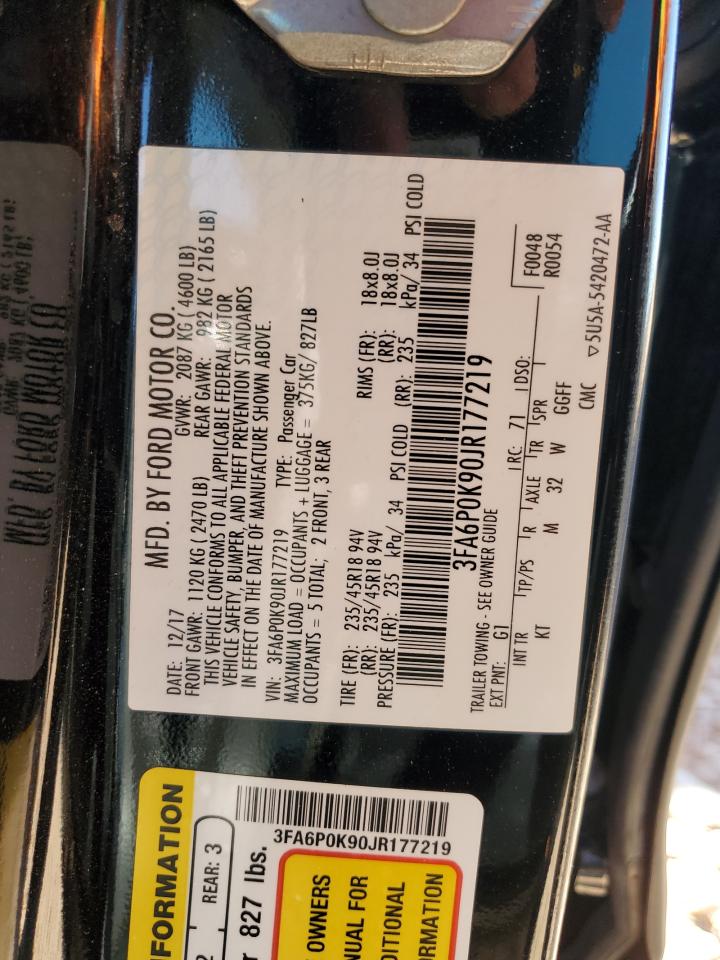 MFD. BY FORD MOTOR CO.
DATE: 12/17 GVWR: 2087 KG ( 4600 LB)
FRONT GAWR: 1120 KG ( 2470 LB) REAR GAWR: 982 KG ( 2165 LB)
THIS VEHICLE CONFORMS TO ALL APPLICABLE FEDERAL MOTOR
VEHICLE SAFETY, BUMPER, AND THEFT PREVENTION STANDARDS
IN EFFECT ON THE DATE OF MANUFACTURE SHOWN ABOVE.
VIN: 3FA6P0K90JR177219 TYPE: Passenger Car
MAXIMUM LOAD = OCCUPANTS + LUGGAGE = 375KG/ 827LB
OCCUPANTS = 5 TOTAL; 2 FRONT, 3 REAR
TIRE (FR): 235/45R18 94V RIMS (FR): 18x8.0J
(RR): 235/45R18 94V (RR): 18x8.0J
PRESSURE (FR): 235 kPa/ 34 PSI COLD (RR): 235 kPa/ 34 PSI COLD
3FA6P0K90JR177219
TRAILER TOWING - SEE OWNER GUIDE
EXT PNT: G1 RC: 71 DSO: F0048
R0054
INT TR TP/PS R AXLE TR SPR
KT M 32 W GGFF
CMC ▽5U5A-5420472-AA
FORMATION
2 REAR: 3
r 827 lbs.
3FA6P0K90JR177219
OWNERS
NUAL FOR
DITIONAL
RMATION